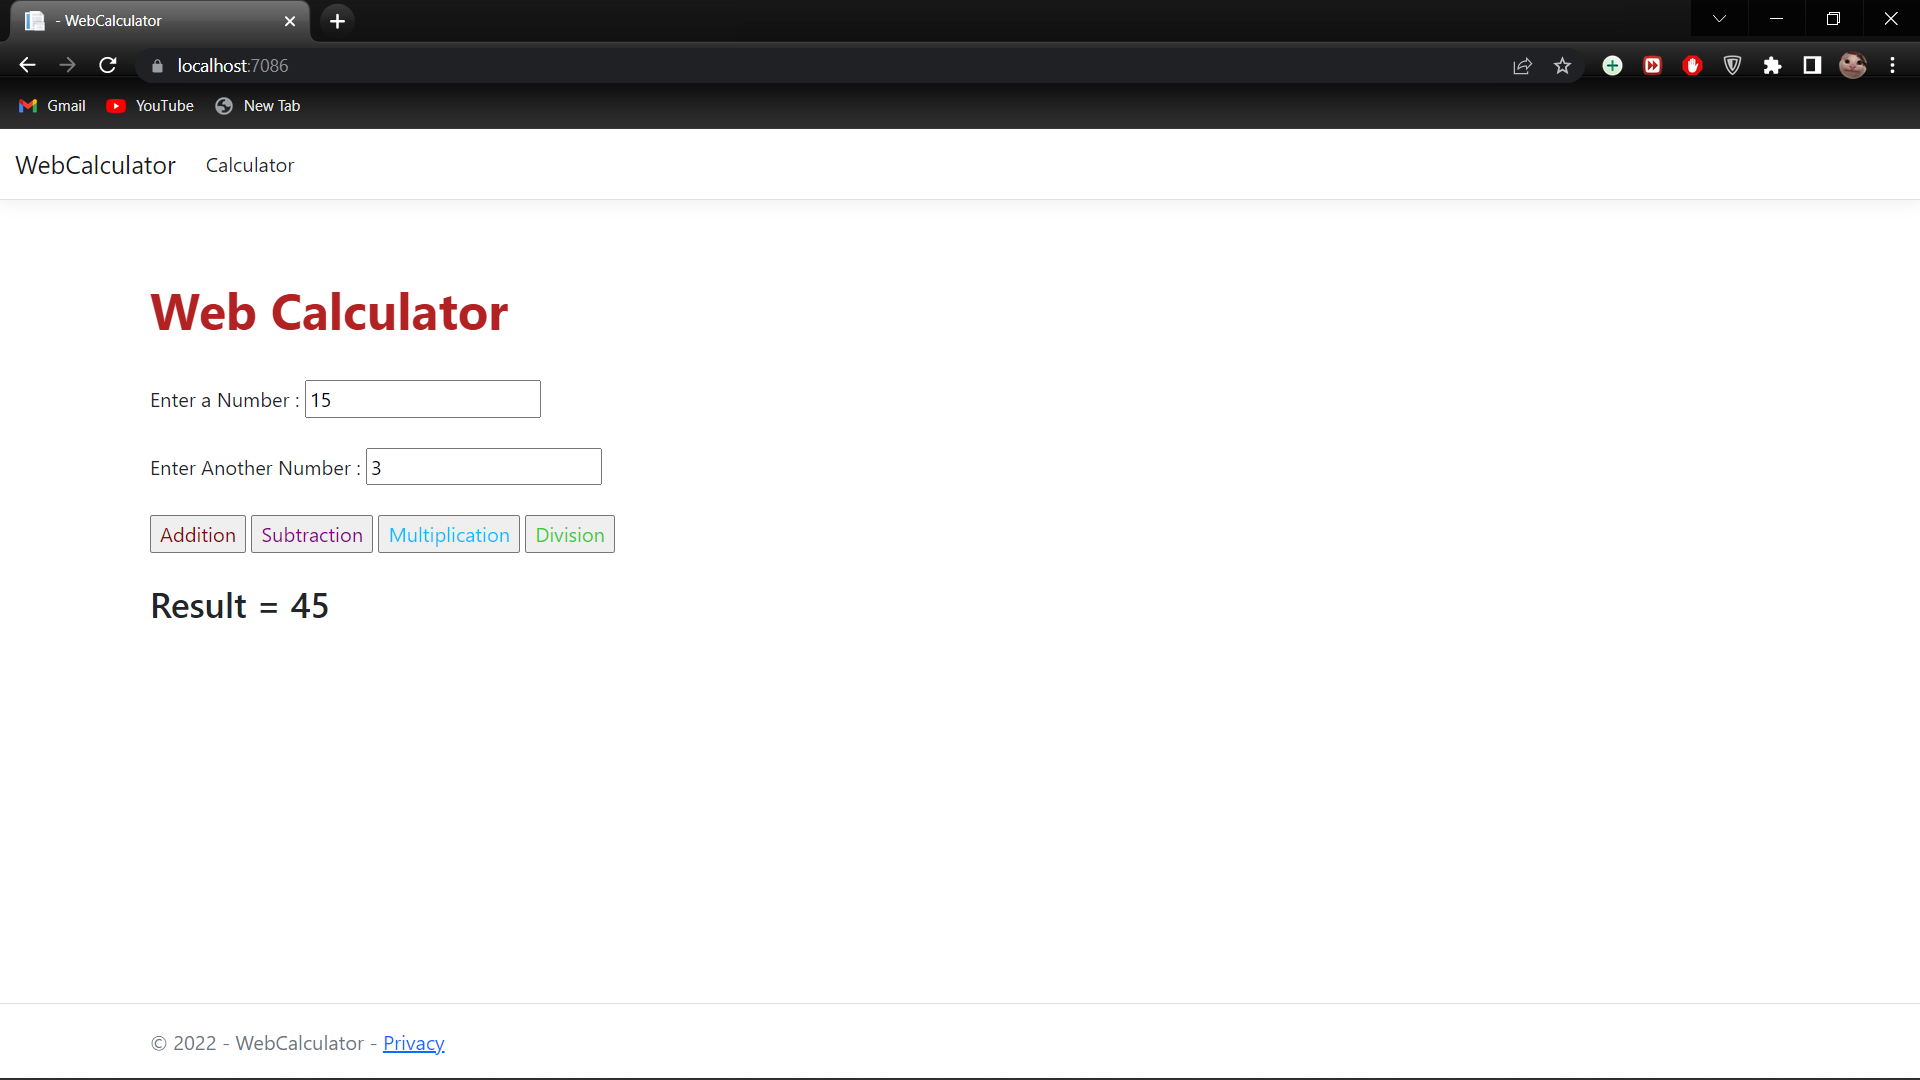 - WebCalculator
localhost:7086
Gmail YouTube New Tab
WebCalculator Calculator
Web Calculator
Enter a Number : 15
Enter Another Number : 3
Addition Subtraction Multiplication Division
Result = 45
© 2022 - WebCalculator - Privacy